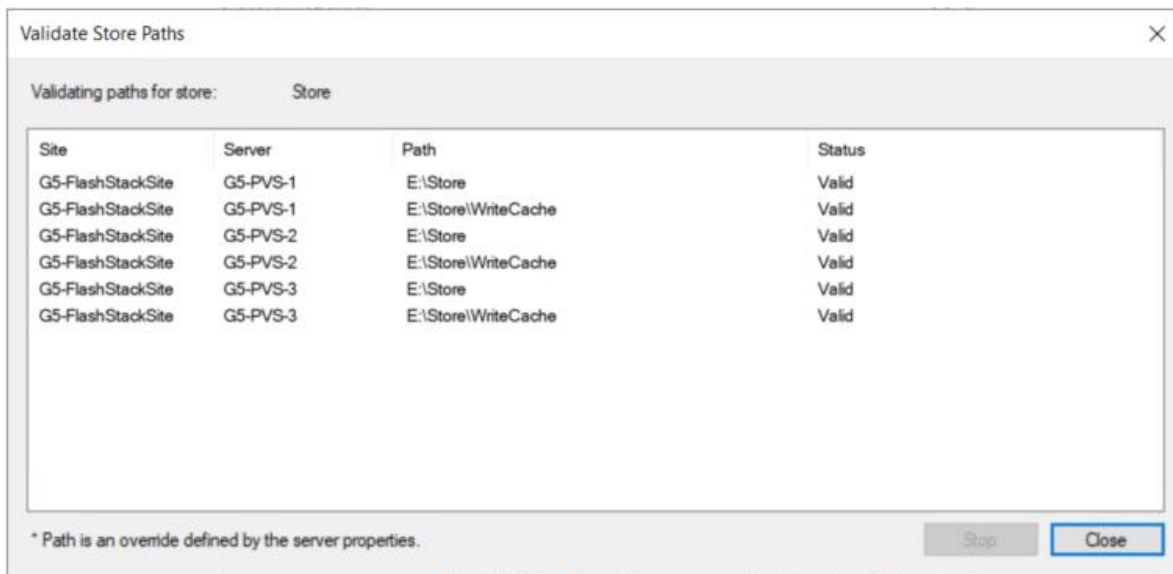 Validate Store Paths
Validating paths for store: Store
Site Server Path Status
G5-FlashStackSite G5-PVS-1 E:\Store Valid
G5-FlashStackSite G5-PVS-1 E:\Store\WriteCache Valid
G5-FlashStackSite G5-PVS-2 E:\Store Valid
G5-FlashStackSite G5-PVS-2 E:\Store\WriteCache Valid
G5-FlashStackSite G5-PVS-3 E:\Store Valid
G5-FlashStackSite G5-PVS-3 E:\Store\WriteCache Valid
* Path is an override defined by the server properties. Stop Close